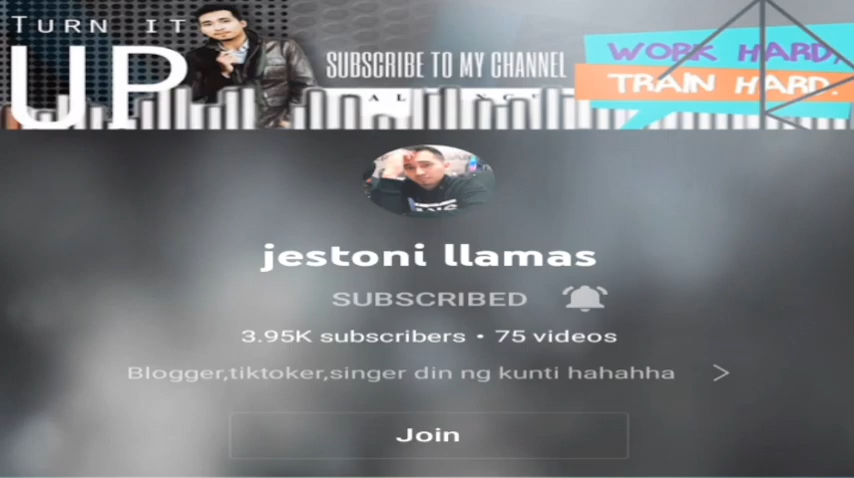 TURN IT
UP
SUBSCRIBE TO MY CHANNEL
WORK HARD,
TRAIN HARD.
jestoni llamas
SUBSCRIBED
3.95K subscribers • 75 videos
Blogger,tiktoker,singer din ng kunti hahahha
Join